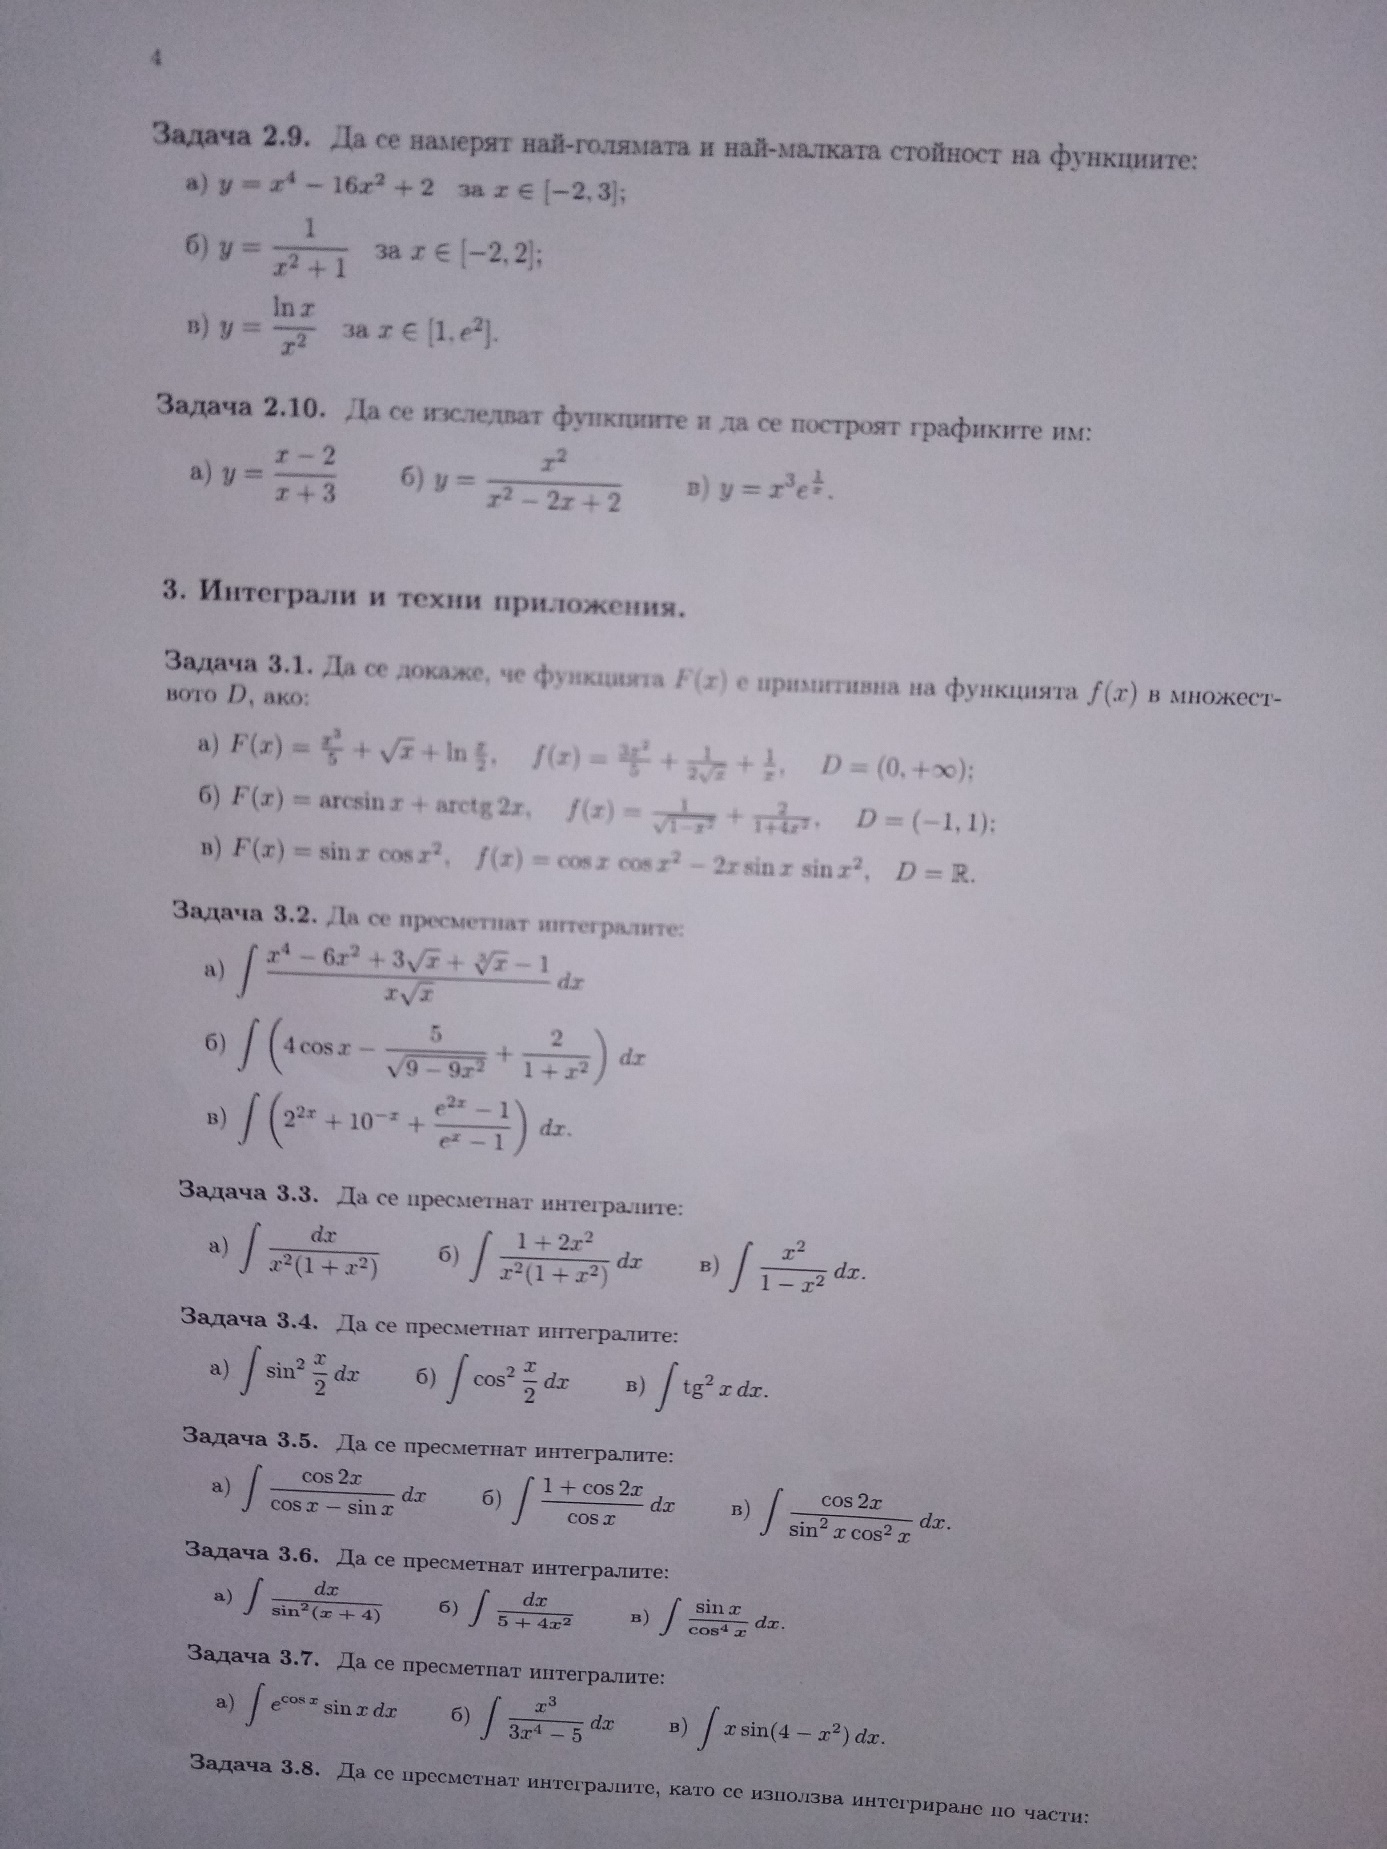 4
Задача 2.9. Да се намерят най-голямата и най-малката стойност на функциите:
а) y = x⁴ − 16x² + 2 за x ∈ [−2, 3];
б) y = 1/(x² + 1) за x ∈ [−2, 2];
в) y = ln x/x² за x ∈ [1, e²].
Задача 2.10. Да се изследват функциите и да се построят графиките им:
а) y = (x − 2)/(x + 3) б) y = x²/(x² − 2x + 2) в) y = x³e^(1/x).
3. Интеграли и техни приложения.
Задача 3.1. Да се докаже, че функцията F(x) е примитивна на функцията f(x) в множест-
вото D, ако:
а) F(x) = x³/5 + √x + ln x/2, f(x) = 3x²/5 + 1/(2√x) + 1/x, D = (0, +∞);
б) F(x) = arcsin x + arctg 2x, f(x) = 1/√(1−x²) + 2/(1+4x²), D = (−1, 1);
в) F(x) = sin x cos x², f(x) = cos x cos x² − 2x sin x sin x², D = ℝ.
Задача 3.2. Да се пресметнат интегралите:
а) ∫ (x⁴ − 6x² + 3√x + ∛x − 1)/(x√x) dx
б) ∫ (4 cos x − 5/√(9 − 9x²) + 2/(1 + x²)) dx
в) ∫ (2^(2x) + 10^(−x) + (e^(2x) − 1)/(e^x − 1)) dx.
Задача 3.3. Да се пресметнат интегралите:
а) ∫ dx/(x²(1 + x²)) б) ∫ (1 + 2x²)/(x²(1 + x²)) dx в) ∫ x²/(1 − x²) dx.
Задача 3.4. Да се пресметнат интегралите:
а) ∫ sin² x/2 dx б) ∫ cos² x/2 dx в) ∫ tg² x dx.
Задача 3.5. Да се пресметнат интегралите:
а) ∫ cos 2x/(cos x − sin x) dx б) ∫ (1 + cos 2x)/cos x dx в) ∫ cos 2x/(sin² x cos² x) dx.
Задача 3.6. Да се пресметнат интегралите:
а) ∫ dx/sin²(x + 4) б) ∫ dx/(5 + 4x²) в) ∫ sin x/cos⁴ x dx.
Задача 3.7. Да се пресметнат интегралите:
а) ∫ e^(cos x) sin x dx б) ∫ x³/(3x⁴ − 5) dx в) ∫ x sin(4 − x²) dx.
Задача 3.8. Да се пресметнат интегралите, като се използва интегриране по части: